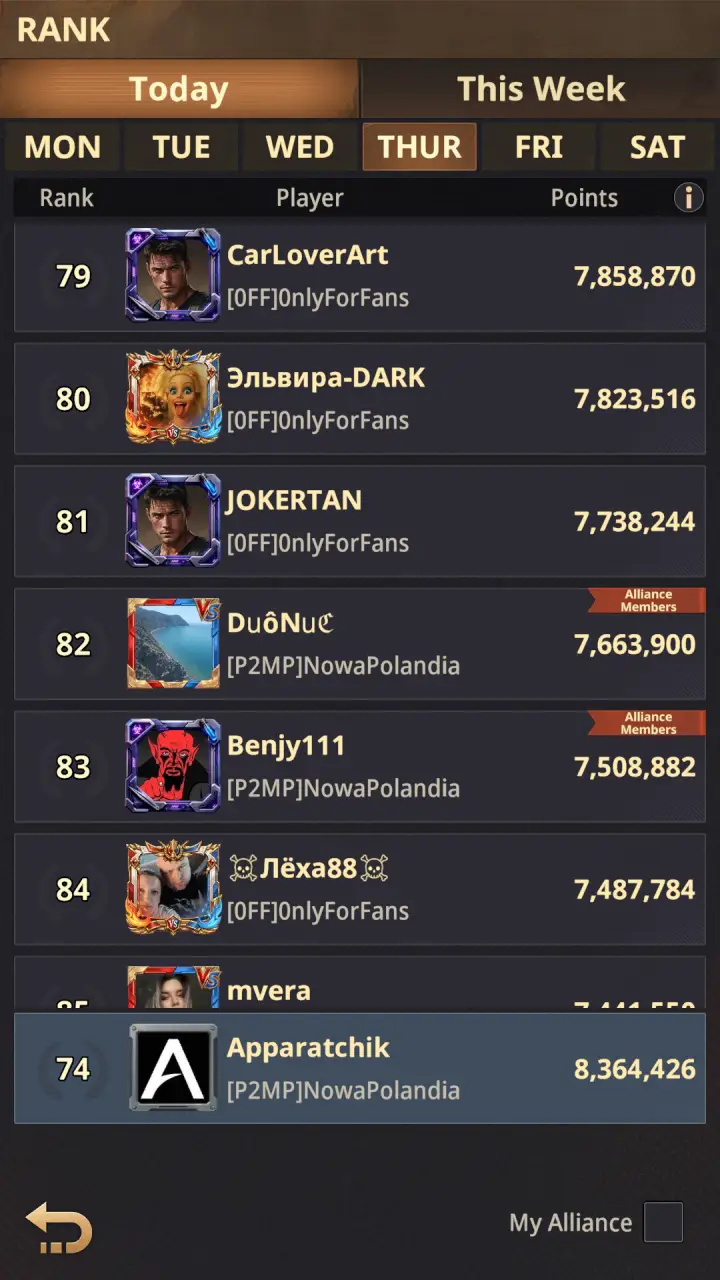 RANK
Today
This Week
MON TUE WED THUR FRI SAT
Rank Player Points
79 CarLoverArt 7,858,870
[0FF]0nlyForFans
80 Эльвира-DARK 7,823,516
[0FF]0nlyForFans
81 JOKERTAN 7,738,244
[0FF]0nlyForFans
Alliance
Members
82 DuôNuℭ 7,663,900
[P2MP]NowaPolandia
Alliance
Members
83 Benjy111 7,508,882
[P2MP]NowaPolandia
84 ☠Лёха88☠ 7,487,784
[0FF]0nlyForFans
mvera
74 Apparatchik 8,364,426
[P2MP]NowaPolandia
My Alliance